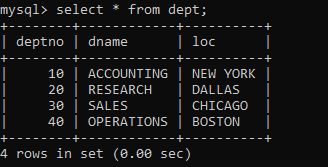 mysql> select * from dept;
+--------+------------+----------+
| deptno | dname      | loc      |
+--------+------------+----------+
|     10 | ACCOUNTING | NEW YORK |
|     20 | RESEARCH   | DALLAS   |
|     30 | SALES      | CHICAGO  |
|     40 | OPERATIONS | BOSTON   |
+--------+------------+----------+
4 rows in set (0.00 sec)